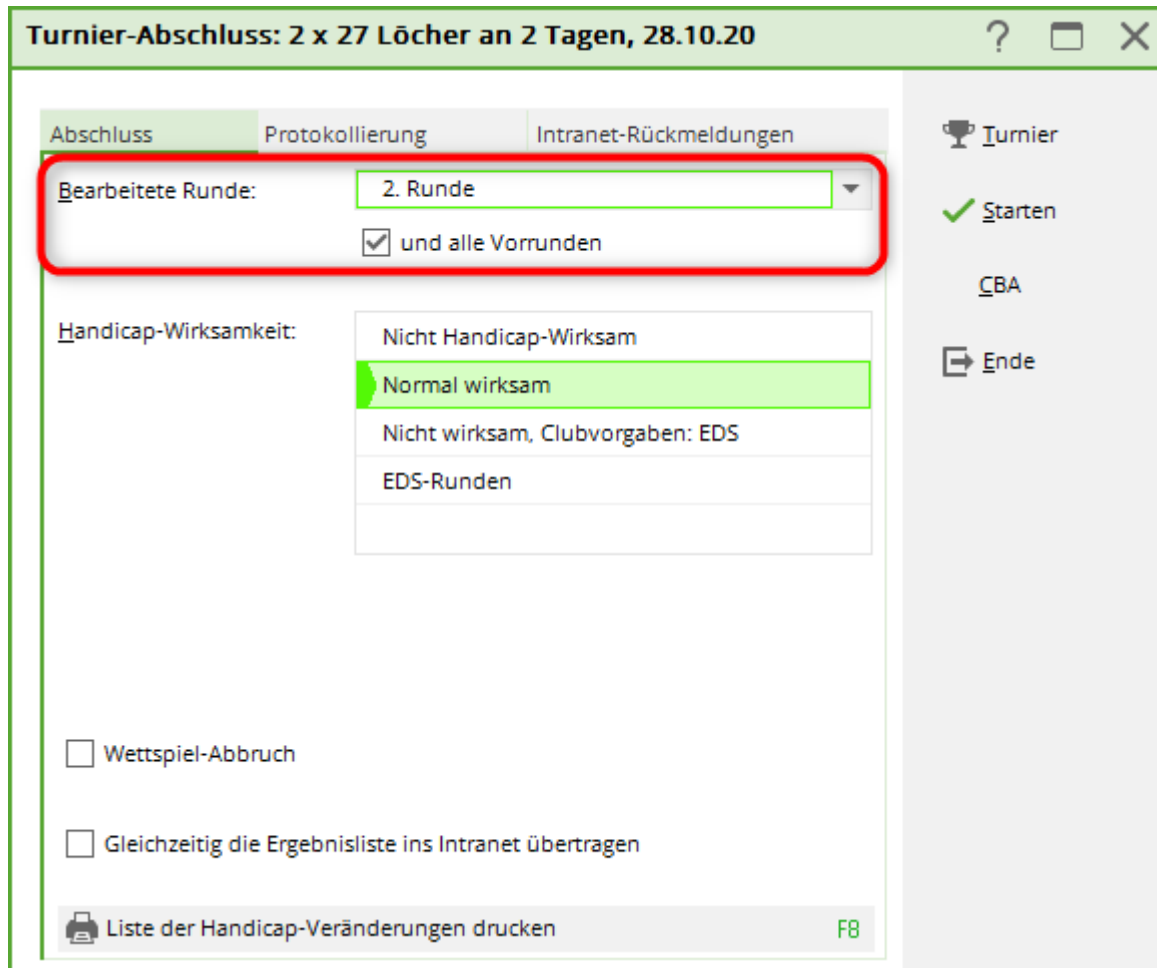 Turnier-Abschluss: 2 x 27 Löcher an 2 Tagen, 28.10.20
Abschluss Protokollierung Intranet-Rückmeldungen
Bearbeitete Runde: 2. Runde
und alle Vorrunden
Handicap-Wirksamkeit:
Nicht Handicap-Wirksam
Normal wirksam
Nicht wirksam, Clubvorgaben: EDS
EDS-Runden
Wettspiel-Abbruch
Gleichzeitig die Ergebnisliste ins Intranet übertragen
Liste der Handicap-Veränderungen drucken F8
Turnier
Starten
CBA
Ende